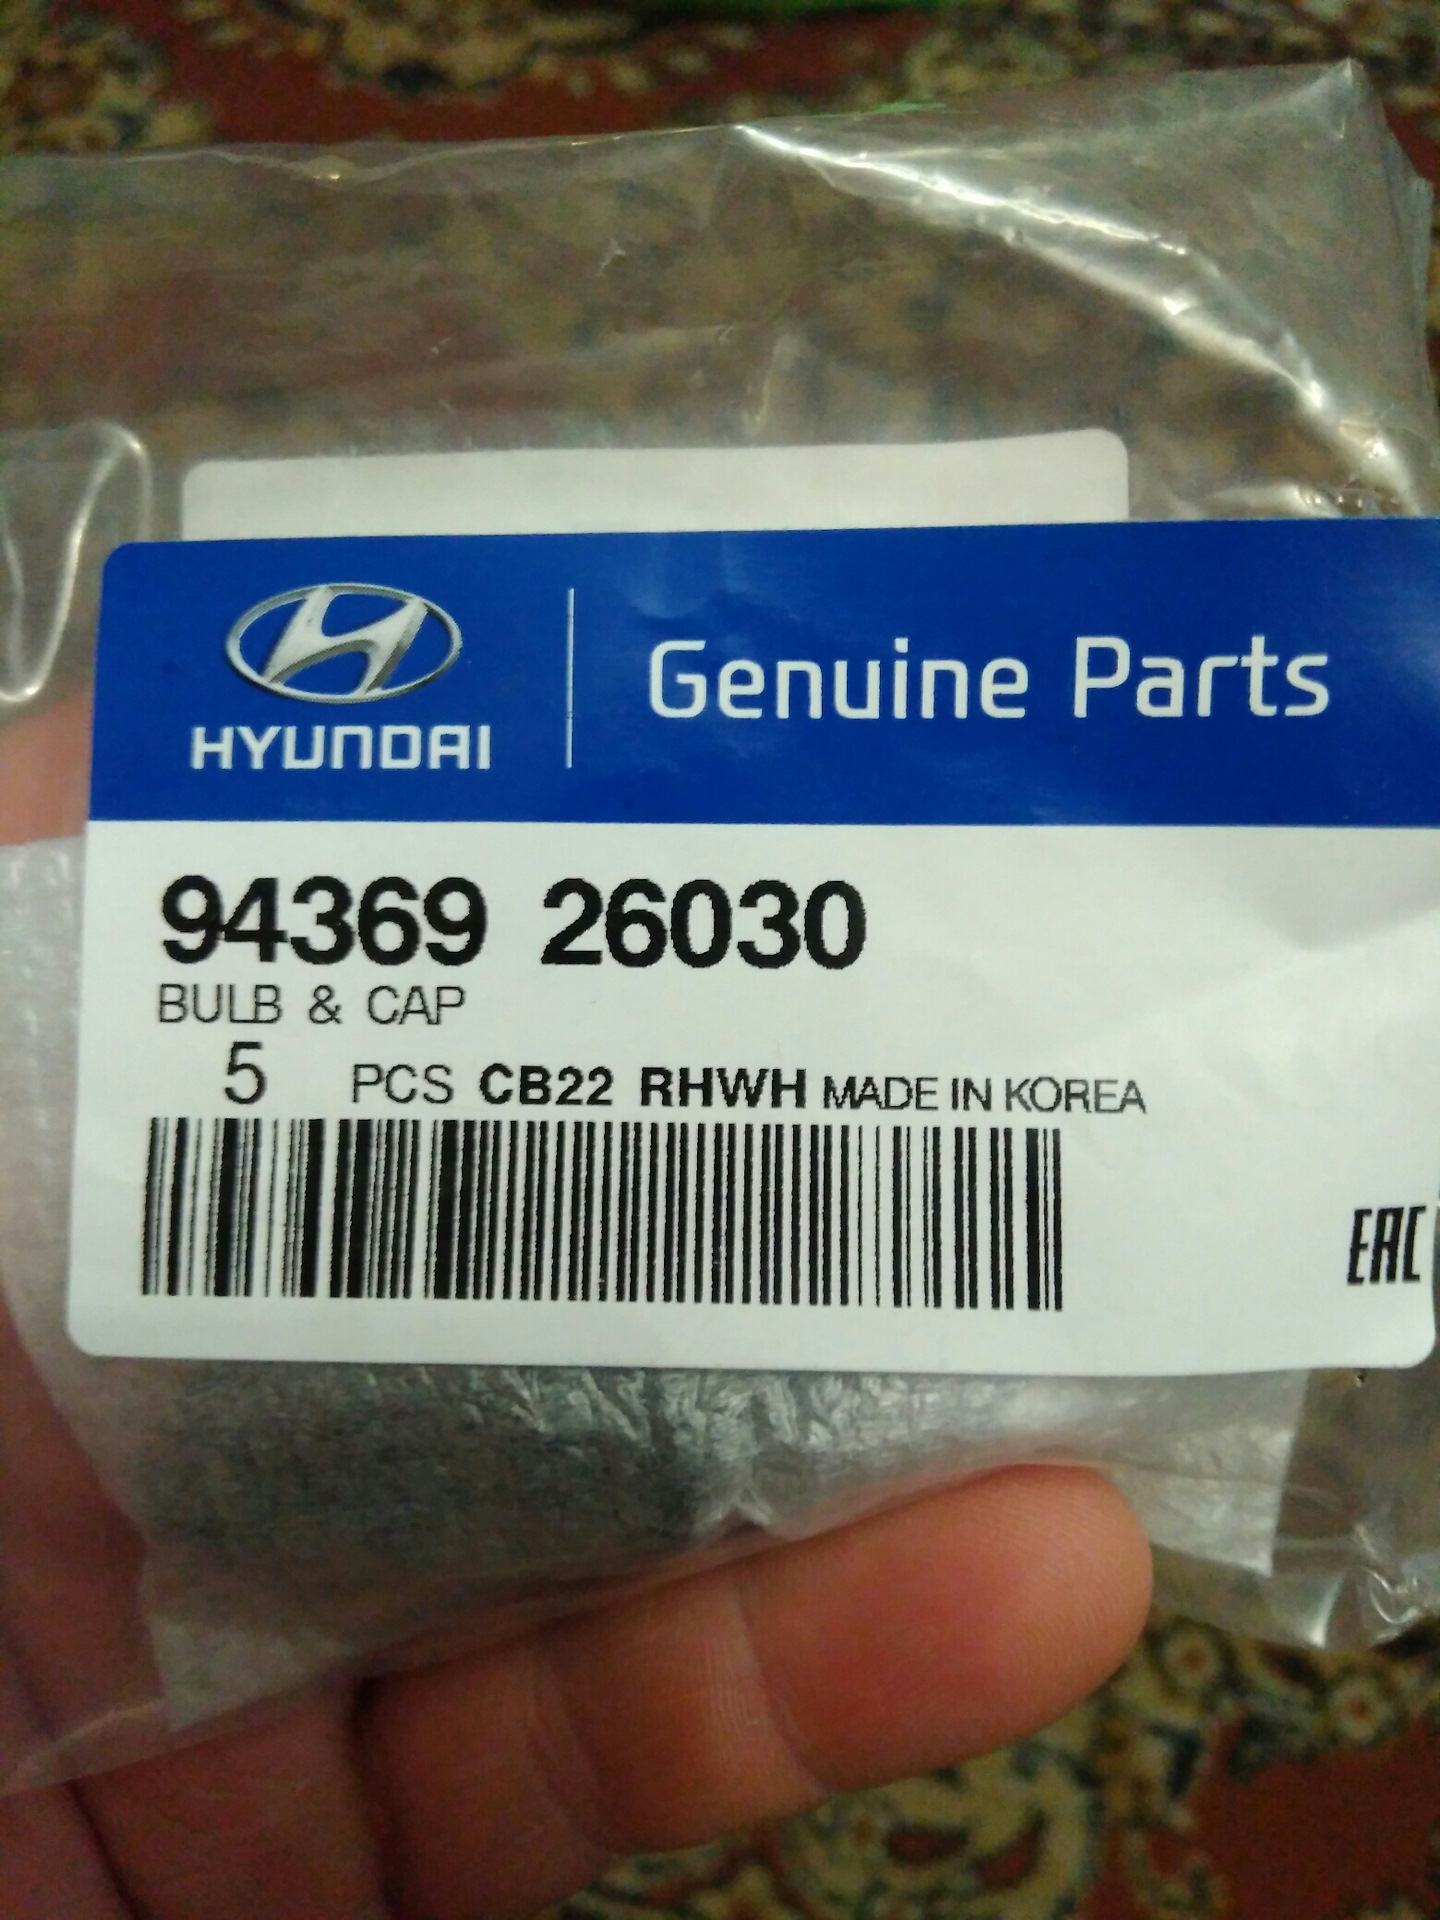 HYUNDAI
Genuine Parts
94369 26030
BULB & CAP
5 PCS CB22 RHWH MADE IN KOREA
EAC